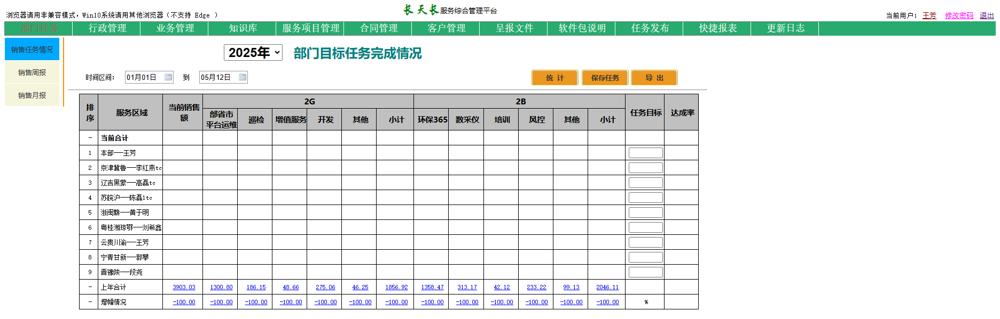 浏览器请用非兼容模式，Win10系统请用其他浏览器（不支持 Edge ）
长天长服务综合管理平台
当前用户： 王芳 修改密码 退出
部门任务 行政管理 业务管理 知识库 服务项目管理 合同管理 客户管理 呈报文件 软件包说明 任务发布 快捷报表 更新日志
销售任务情况
销售周报
销售月报
2025年 部门目标任务完成情况
时间区间： 01月01日 到 05月12日 统 计 保存任务 导 出
排序 服务区域 当前销售额 2G 2B 任务目标 达成率
部省市平台运维 巡检 增值服务 开发 其他 小计 环保365 数采仪 培训 风控 其他 小计
- 当前合计
1 本部──王芳
2 京津冀鲁──李红燕tc
3 辽吉黑蒙──高磊tc
4 苏皖沪──陈磊1tc
5 浙闽赣──黄于明
6 粤桂湘琼鄂──刘希鑫
7 云贵川渝──王芳
8 宁青甘新──郭攀
9 晋豫陕──段尧
- 上年合计 3903.03 1300.80 186.15 48.66 275.06 46.25 1856.92 1358.47 313.17 42.12 233.22 99.13 2046.11
- 增幅情况 -100.00 -100.00 -100.00 -100.00 -100.00 -100.00 -100.00 -100.00 -100.00 -100.00 -100.00 -100.00 -100.00 %